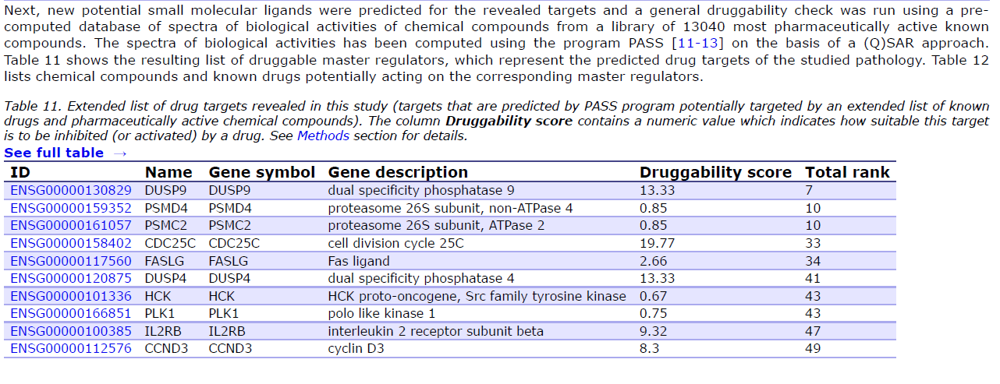 Next, new potential small molecular ligands were predicted for the revealed targets and a general druggability check was run using a pre-
computed database of spectra of biological activities of chemical compounds from a library of 13040 most pharmaceutically active known
compounds. The spectra of biological activities has been computed using the program PASS [11-13] on the basis of a (Q)SAR approach.
Table 11 shows the resulting list of druggable master regulators, which represent the predicted drug targets of the studied pathology. Table 12
lists chemical compounds and known drugs potentially acting on the corresponding master regulators.
Table 11. Extended list of drug targets revealed in this study (targets that are predicted by PASS program potentially targeted by an extended list of known
drugs and pharmaceutically active chemical compounds). The column Druggability score contains a numeric value which indicates how suitable this target
is to be inhibited (or activated) by a drug. See Methods section for details.
See full table →
ID Name Gene symbol Gene description Druggability score Total rank
ENSG00000130829 DUSP9 DUSP9 dual specificity phosphatase 9 13.33 7
ENSG00000159352 PSMD4 PSMD4 proteasome 26S subunit, non-ATPase 4 0.85 10
ENSG00000161057 PSMC2 PSMC2 proteasome 26S subunit, ATPase 2 0.85 10
ENSG00000158402 CDC25C CDC25C cell division cycle 25C 19.77 33
ENSG00000117560 FASLG FASLG Fas ligand 2.66 34
ENSG00000120875 DUSP4 DUSP4 dual specificity phosphatase 4 13.33 41
ENSG00000101336 HCK HCK HCK proto-oncogene, Src family tyrosine kinase 0.67 43
ENSG00000166851 PLK1 PLK1 polo like kinase 1 0.75 43
ENSG00000100385 IL2RB IL2RB interleukin 2 receptor subunit beta 9.32 47
ENSG00000112576 CCND3 CCND3 cyclin D3 8.3 49